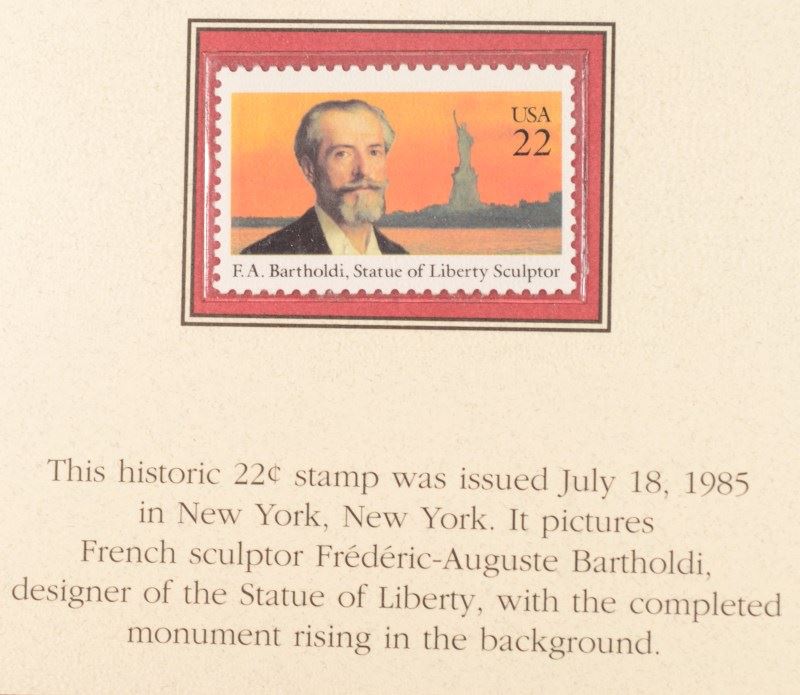 USA
22
F.A. Bartholdi, Statue of Liberty Sculptor
This historic 22¢ stamp was issued July 18, 1985
in New York, New York. It pictures
French sculptor Frédéric-Auguste Bartholdi,
designer of the Statue of Liberty, with the completed
monument rising in the background.